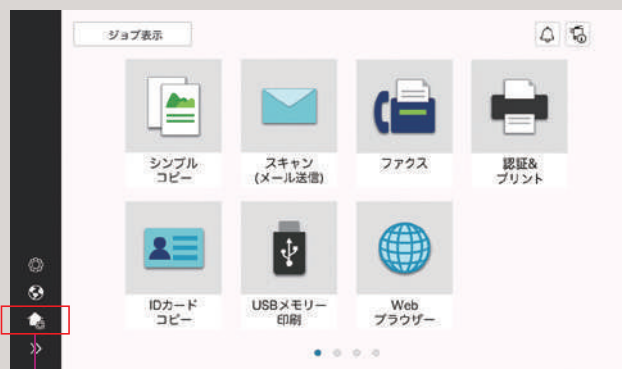 ジョブ表示
シンプル
コピー
スキャン
(メール送信)
ファクス
認証&
プリント
IDカード
コピー
USBメモリー
印刷
Web
ブラウザー